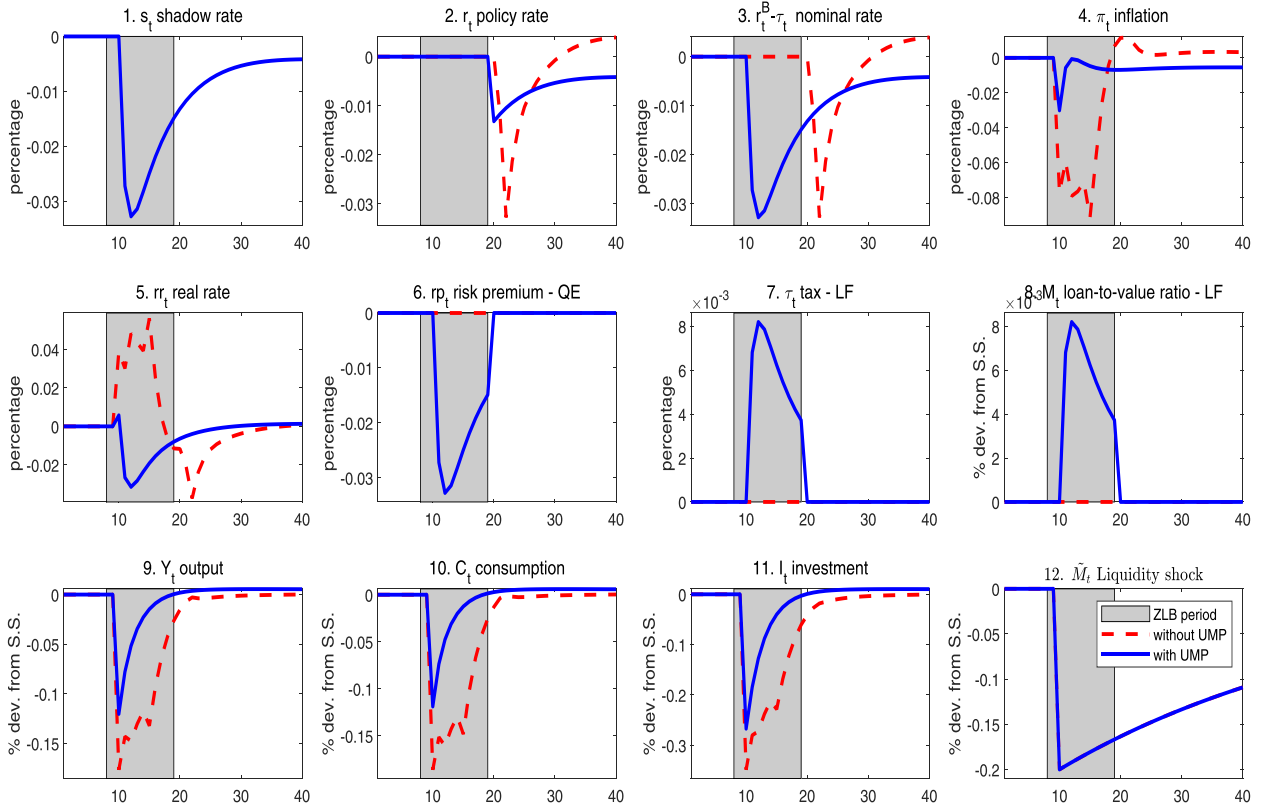 1. s_t shadow rate
2. r_t policy rate
3. r_t^B-τ_t nominal rate
4. π_t inflation
0
-0.01
-0.02
-0.03
percentage
10 20 30 40
0
-0.01
-0.02
-0.03
percentage
10 20 30 40
0
-0.01
-0.02
-0.03
percentage
10 20 30 40
0
-0.02
-0.04
-0.06
-0.08
percentage
10 20 30 40
5. rr_t real rate
6. rp_t risk premium - QE
7. τ_t tax - LF
8. M_t loan-to-value ratio - LF
0.04
0.02
0
-0.02
percentage
10 20 30 40
0
-0.01
-0.02
-0.03
percentage
10 20 30 40
×10^-3
8
6
4
2
0
percentage
10 20 30 40
×10^-3
8
6
4
2
0
% dev. from S.S.
10 20 30 40
9. Y_t output
10. C_t consumption
11. I_t investment
12. M̃_t Liquidity shock
0
-0.05
-0.1
-0.15
% dev. from S.S.
10 20 30 40
0
-0.05
-0.1
-0.15
% dev. from S.S.
10 20 30 40
0
-0.1
-0.2
-0.3
% dev. from S.S.
10 20 30 40
0
-0.05
-0.1
-0.15
-0.2
% dev. from S.S.
10 20 30 40
ZLB period
without UMP
with UMP